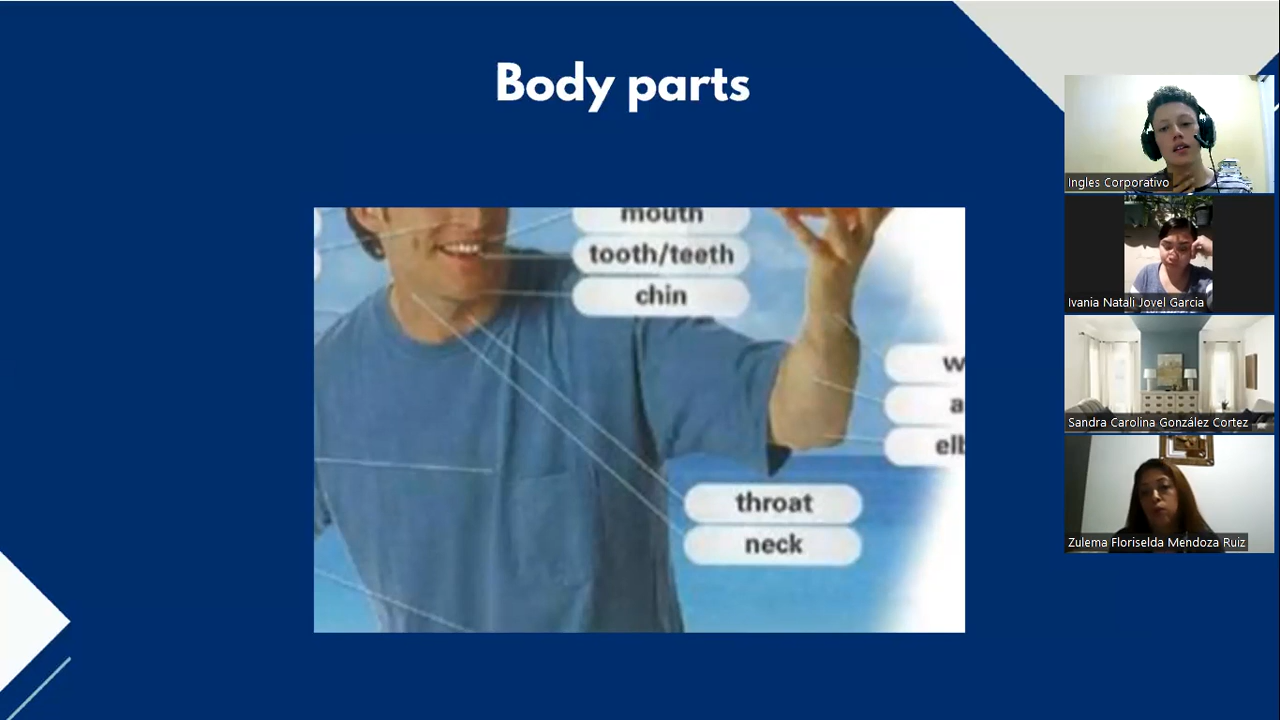 Body parts
mouth
tooth/teeth
chin
throat
neck
Ingles Corporativo
Ivania Natali Jovel Garcia
Sandra Carolina González Cortez
Zulema Floriselda Mendoza Ruiz